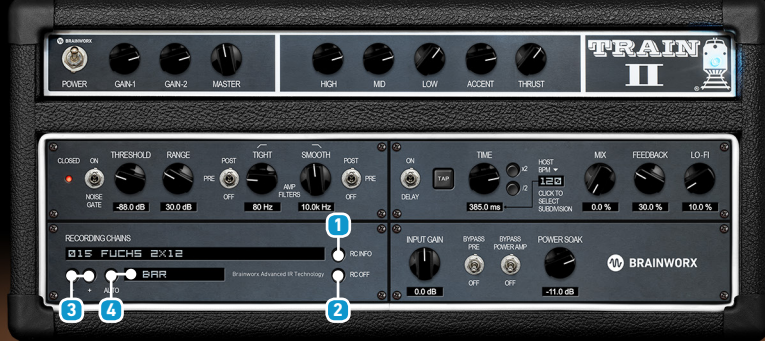 BRAINWORX
POWER GAIN-1 GAIN-2 MASTER HIGH MID LOW ACCENT THRUST
TRAIN
II
®
CLOSED ON THRESHOLD RANGE POST TIGHT SMOOTH POST
PRE AMP FILTERS PRE
NOISE GATE OFF OFF
-88.0 dB 30.0 dB 80 Hz 10.0k Hz
ON TAP TIME x2 /2 HOST BPM MIX FEEDBACK LO-FI
DELAY 120
385.0 ms CLICK TO SELECT SUBDIVISION 0.0 % 30.0 % 10.0 %
RECORDING CHAINS 1
015 FUCHS 2X12 RC INFO
BAR Brainworx Advanced IR Technology RC OFF
+ AUTO
3 4 2
INPUT GAIN BYPASS PRE BYPASS POWER AMP POWER SOAK
BRAINWORX
OFF OFF
0.0 dB -11.0 dB